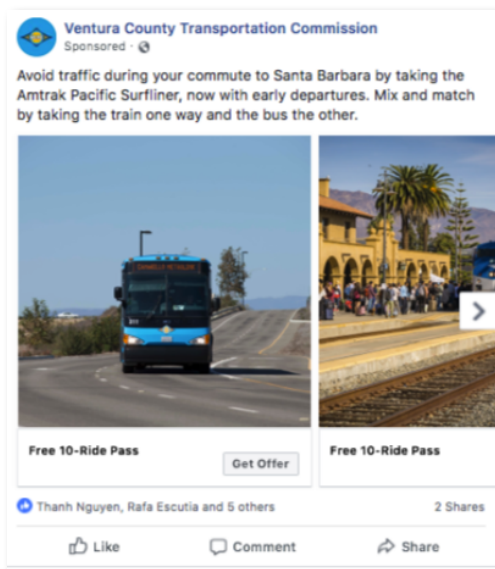 Ventura County Transportation Commission
Sponsored ·
Avoid traffic during your commute to Santa Barbara by taking the
Amtrak Pacific Surfliner, now with early departures. Mix and match
by taking the train one way and the bus the other.
Free 10-Ride Pass
Get Offer
Free 10-Ride Pass
Thanh Nguyen, Rafa Escutia and 5 others
2 Shares
Like
Comment
Share